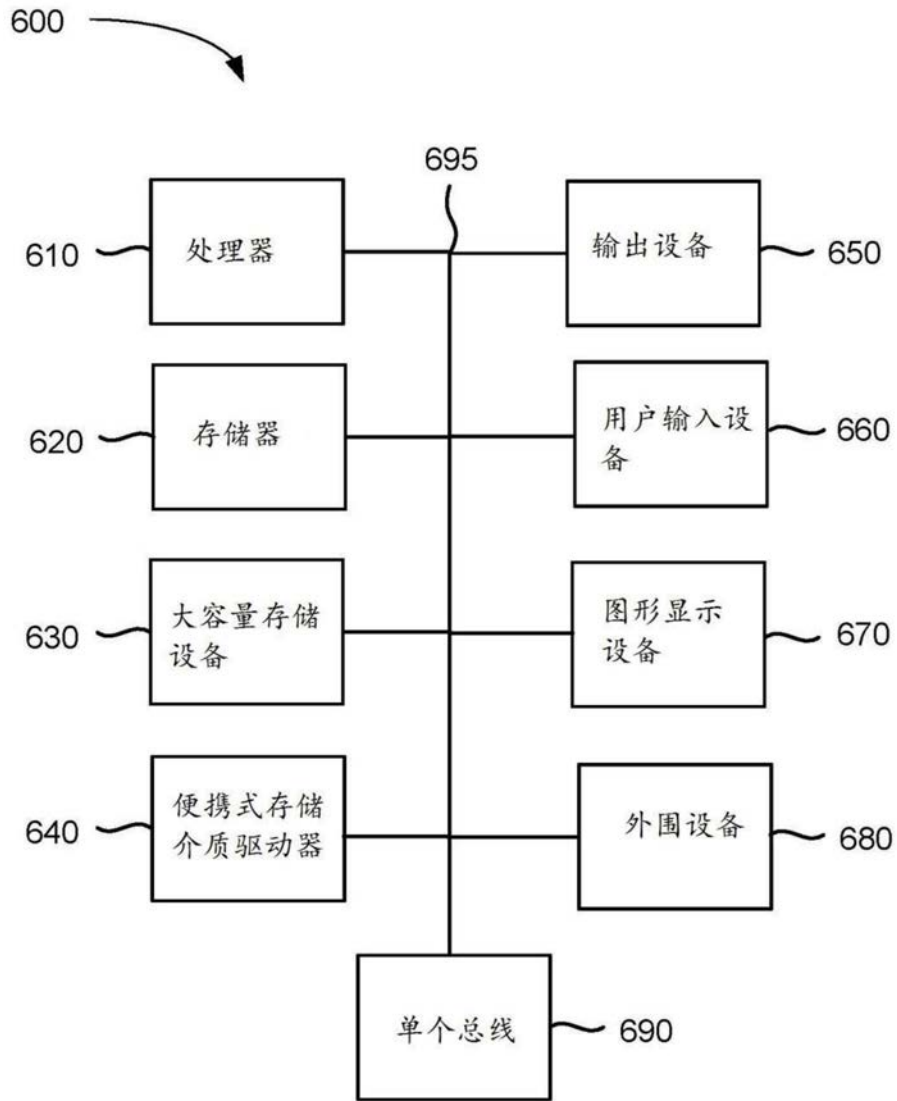 600
695
610
处理器
输出设备
650
620
存储器
用户输入设
备
660
630
大容量存储
设备
图形显示
设备
670
640
便携式存储
介质驱动器
外围设备
680
单个总线
690